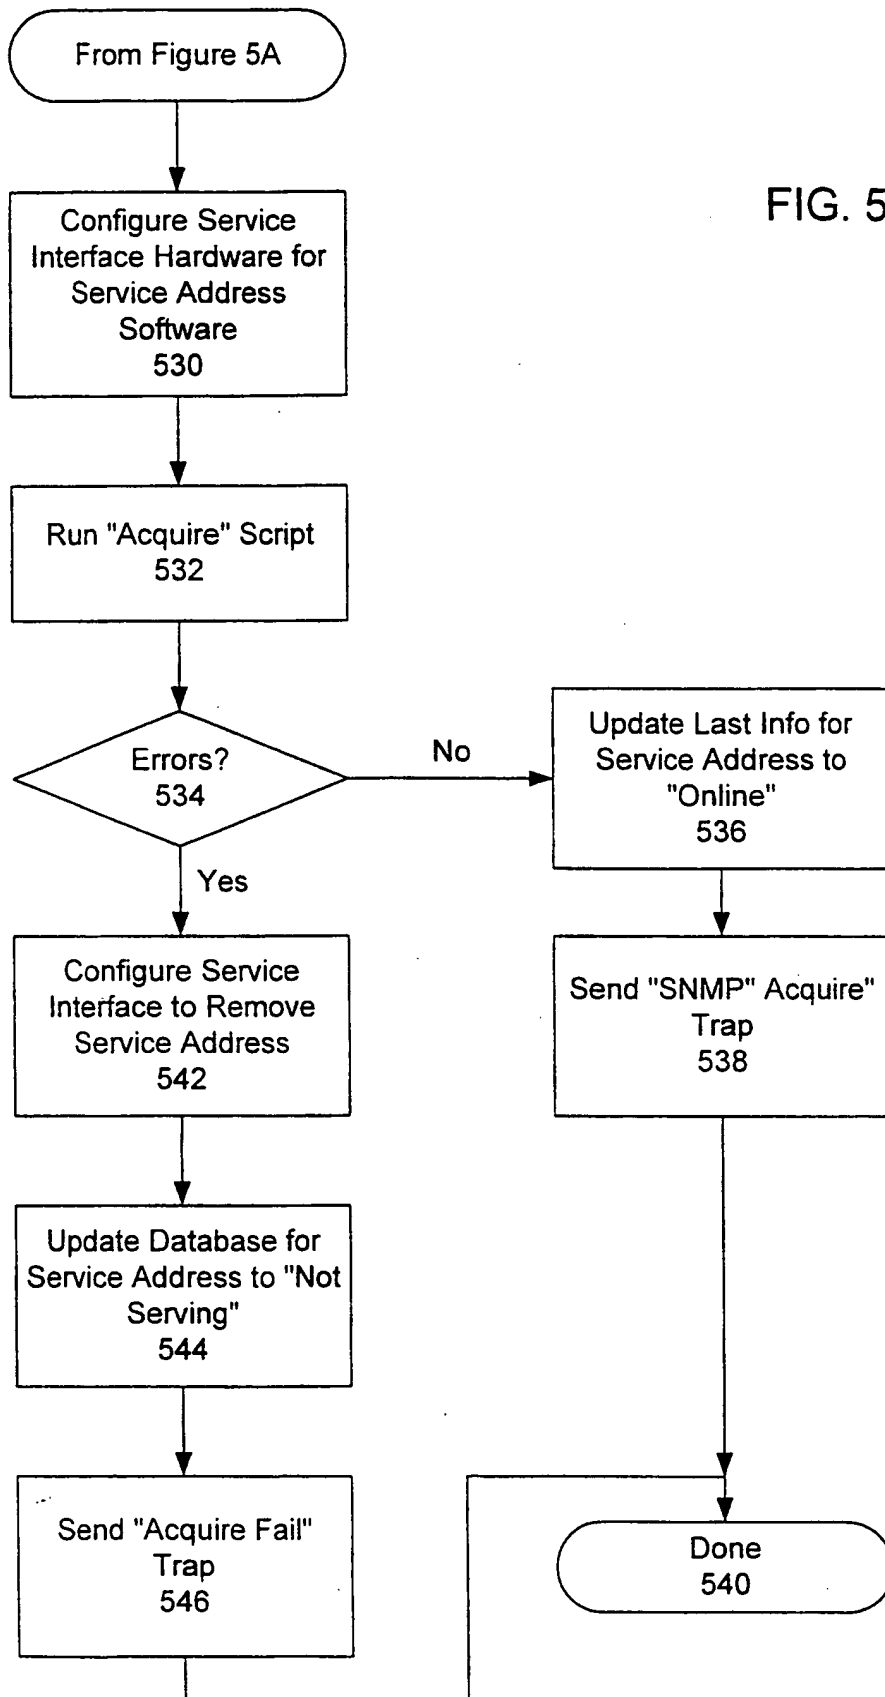 From Figure 5A
FIG. 5
Configure Service
Interface Hardware for
Service Address
Software
530
Run "Acquire" Script
532
Errors?
534
No
Yes
Update Last Info for
Service Address to
"Online"
536
Send "SNMP" Acquire"
Trap
538
Configure Service
Interface to Remove
Service Address
542
Update Database for
Service Address to "Not
Serving"
544
Send "Acquire Fail"
Trap
546
Done
540